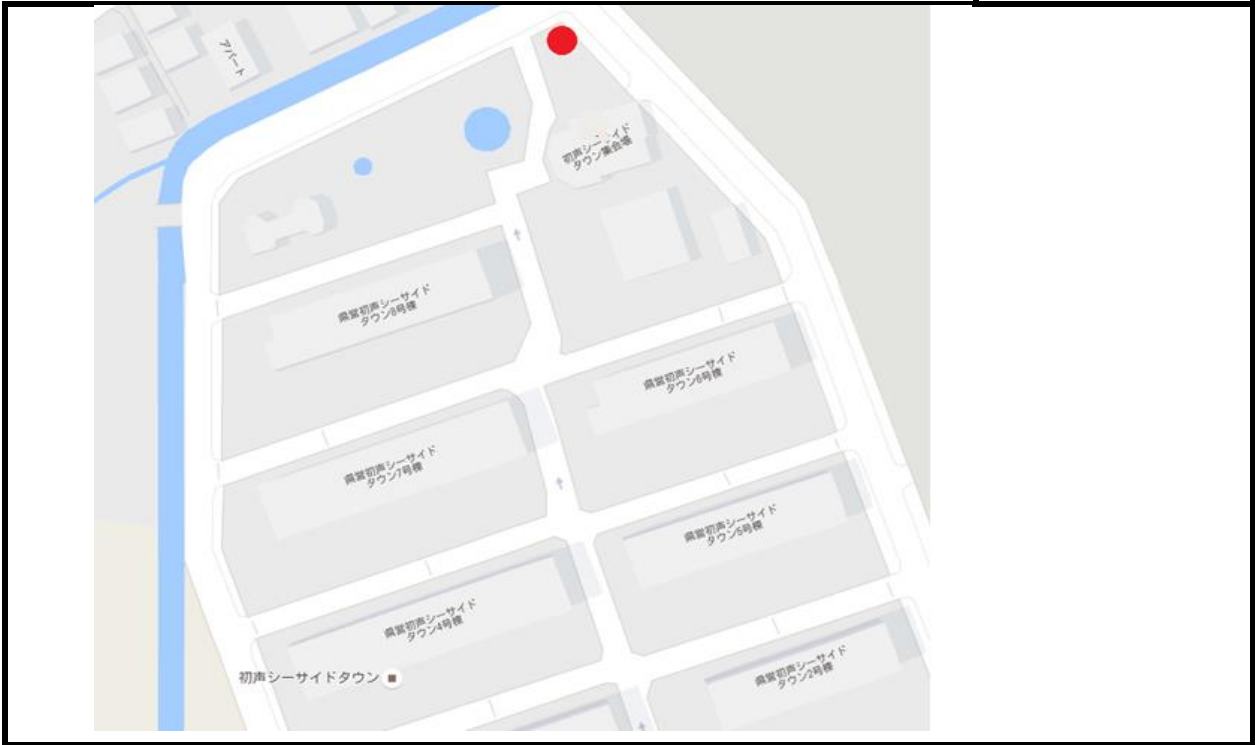 アパート
初声シーサイド
タウン集会場
県営初声シーサイド
タウン8号棟
県営初声シーサイド
タウン6号棟
県営初声シーサイド
タウン7号棟
県営初声シーサイド
タウン5号棟
県営初声シーサイド
タウン4号棟
県営初声シーサイド
タウン2号棟
初声シーサイドタウン